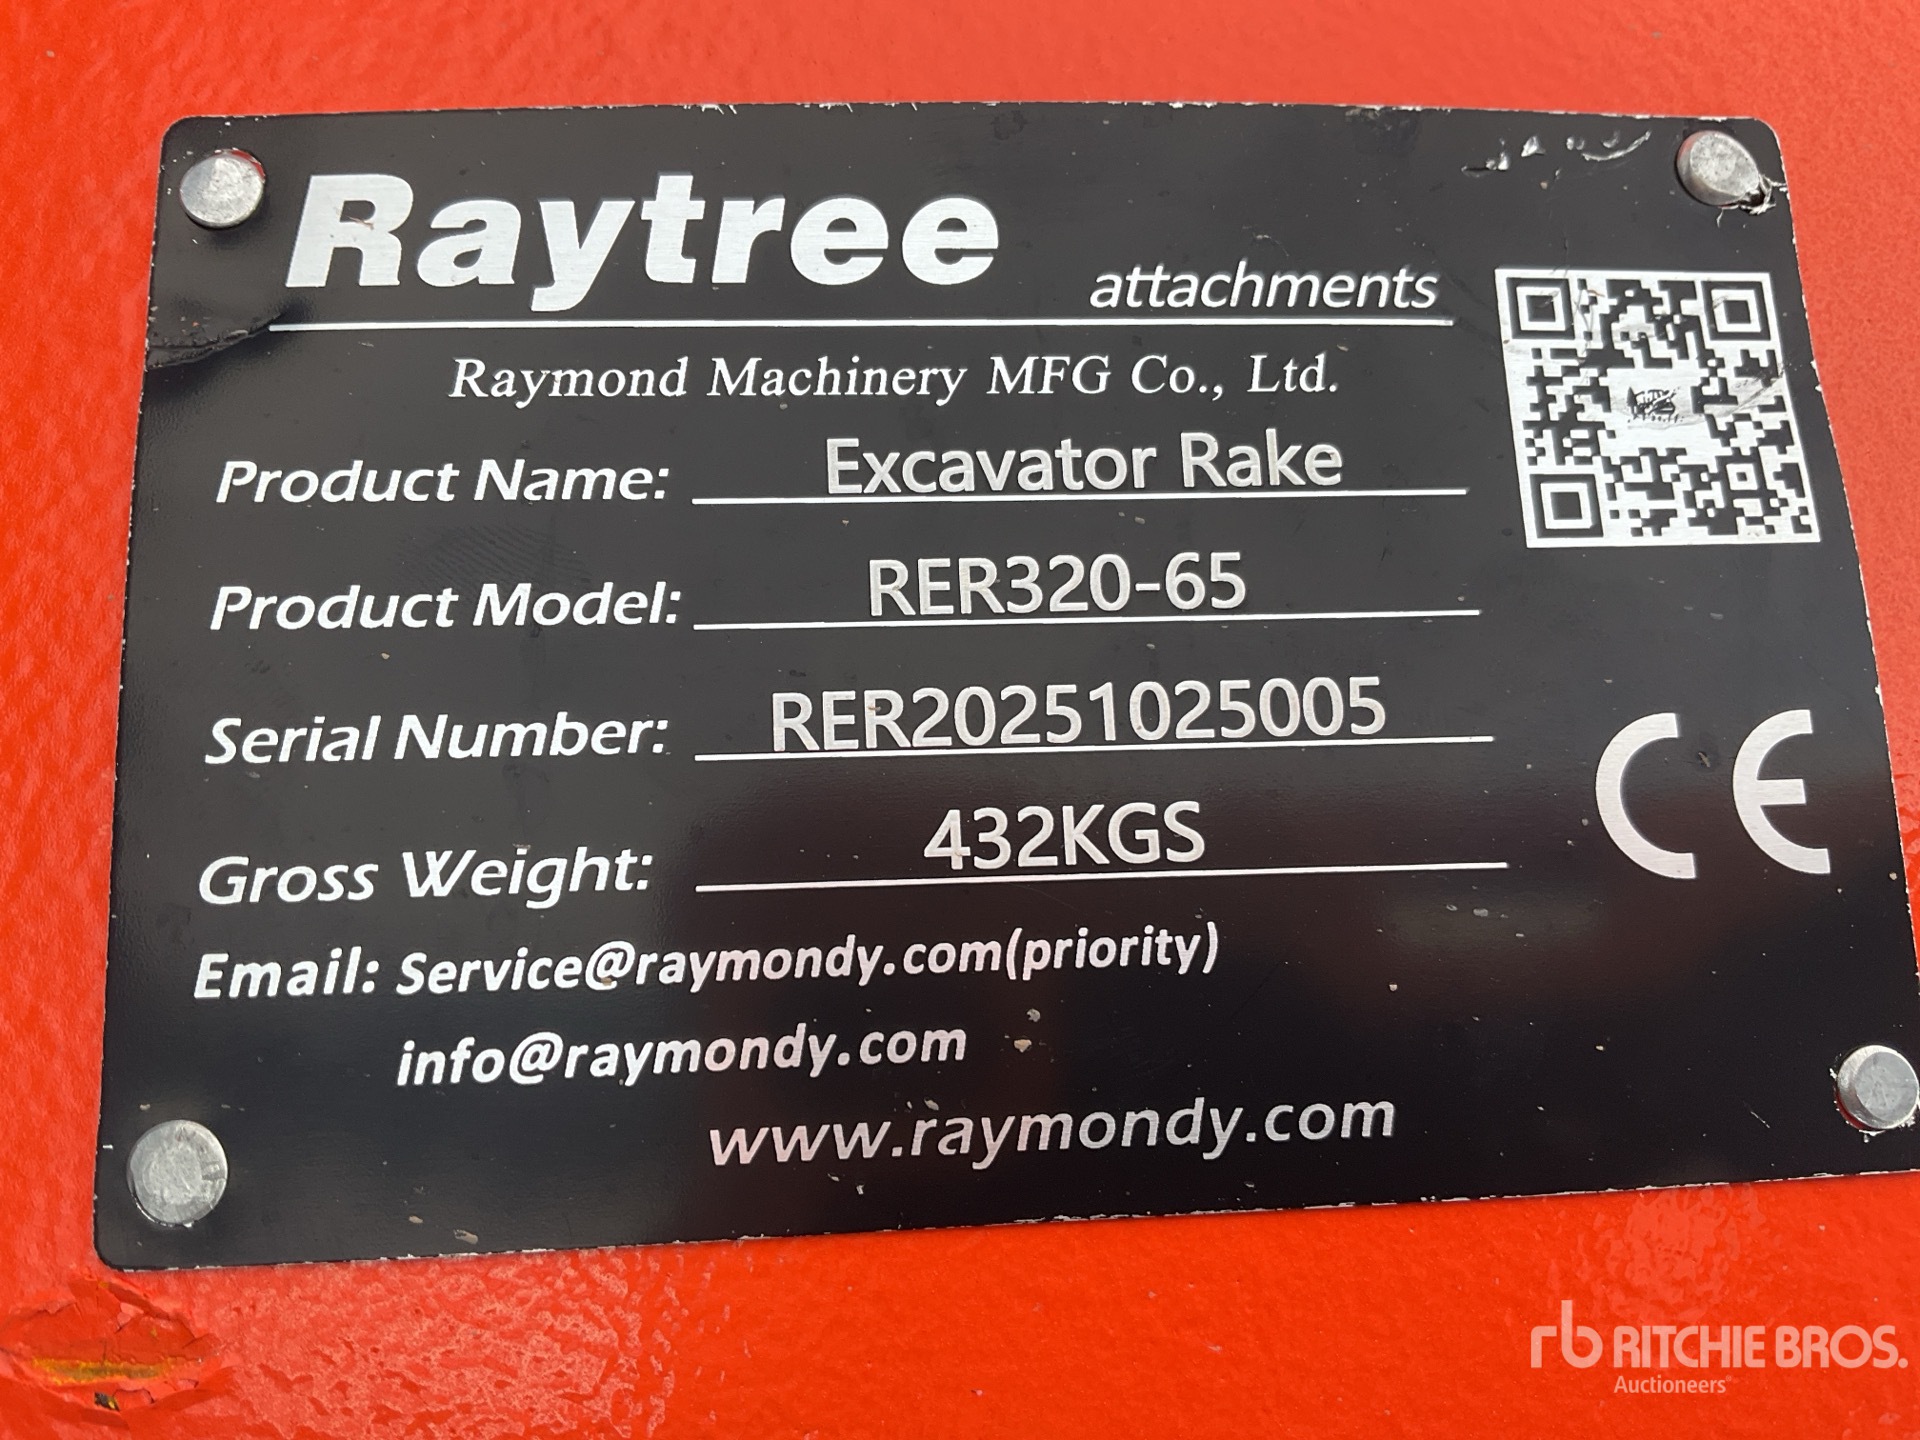 Raytree
attachments
Raymond Machinery MFG Co., Ltd.
Product Name: Excavator Rake
Product Model: RER320-65
Serial Number: RER20251025005
Gross Weight: 432KGS
CE
Email: Service@raymondy.com(priority)
info@raymondy.com
www.raymondy.com
rb RITCHIE BROS.
Auctioneers